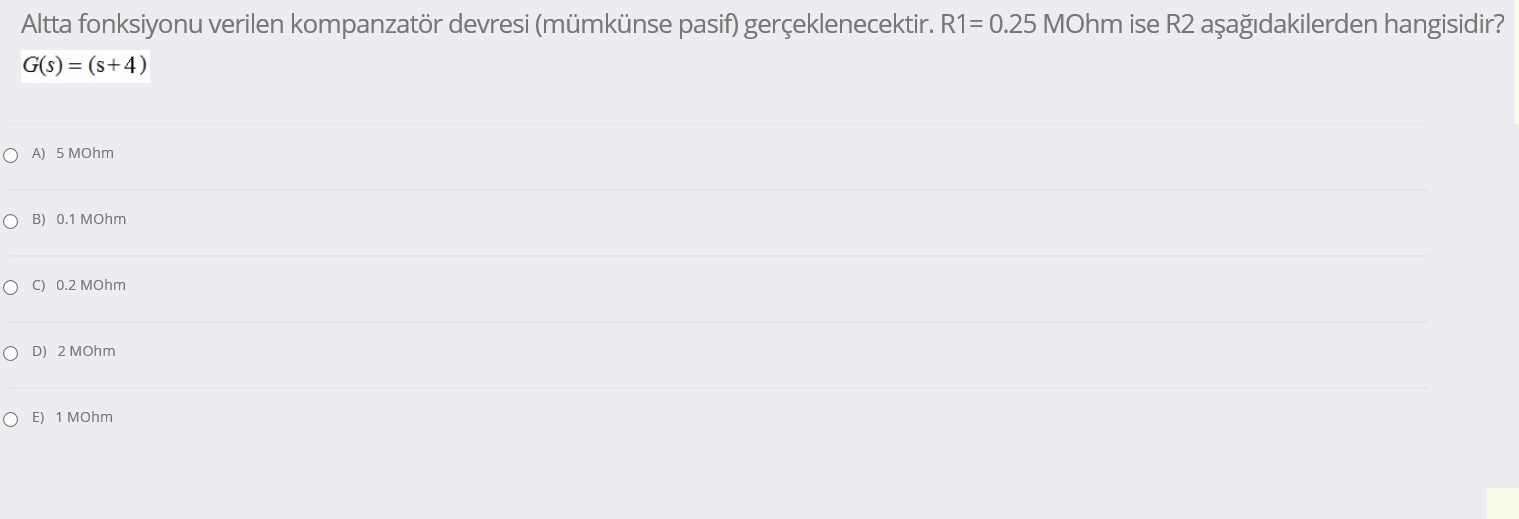 Altta fonksiyonu verilen kompanzatör devresi (mümkünse pasif) gerçeklenecektir. R1= 0.25 MOhm ise R2 aşağıdakilerden hangisidir?
G(s) = (s+4)
A) 5 MOhm
B) 0.1 MOhm
C) 0.2 MOhm
D) 2 MOhm
E) 1 MOhm